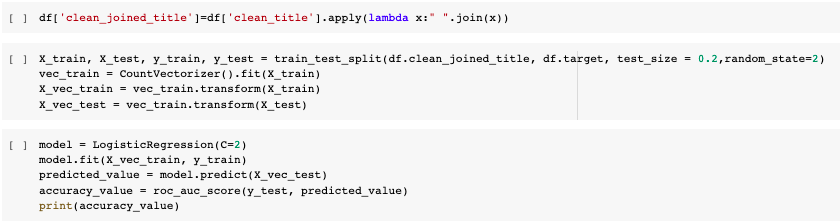 [ ] df['clean_joined_title']=df['clean_title'].apply(lambda x:" ".join(x))
[ ] X_train, X_test, y_train, y_test = train_test_split(df.clean_joined_title, df.target, test_size = 0.2,random_state=2)
vec_train = CountVectorizer().fit(X_train)
X_vec_train = vec_train.transform(X_train)
X_vec_test = vec_train.transform(X_test)
[ ] model = LogisticRegression(C=2)
model.fit(X_vec_train, y_train)
predicted_value = model.predict(X_vec_test)
accuracy_value = roc_auc_score(y_test, predicted_value)
print(accuracy_value)